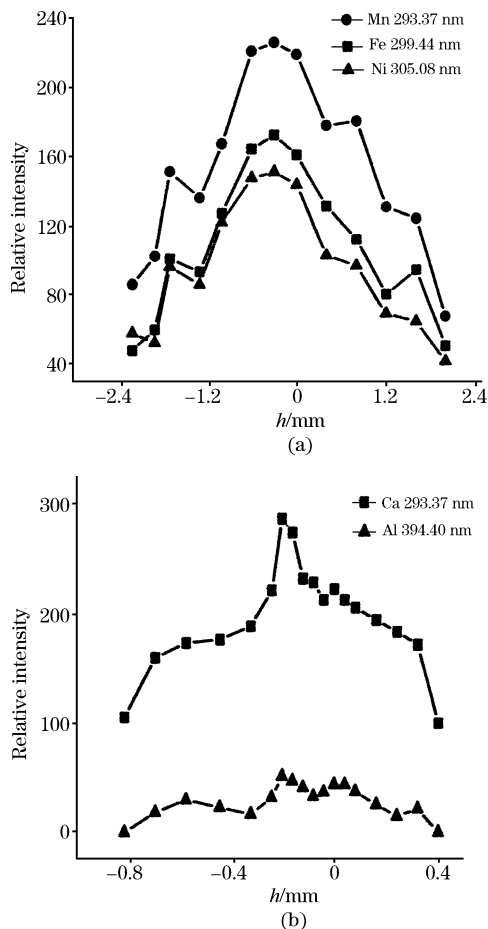 240
200
160
120
80
40
Relative intensity
Mn 293.37 nm
Fe 299.44 nm
Ni 305.08 nm
−2.4 −1.2 0 1.2 2.4
h/mm
(a)
300
200
100
0
Relative intensity
Ca 293.37 nm
Al 394.40 nm
−0.8 −0.4 0 0.4
h/mm
(b)